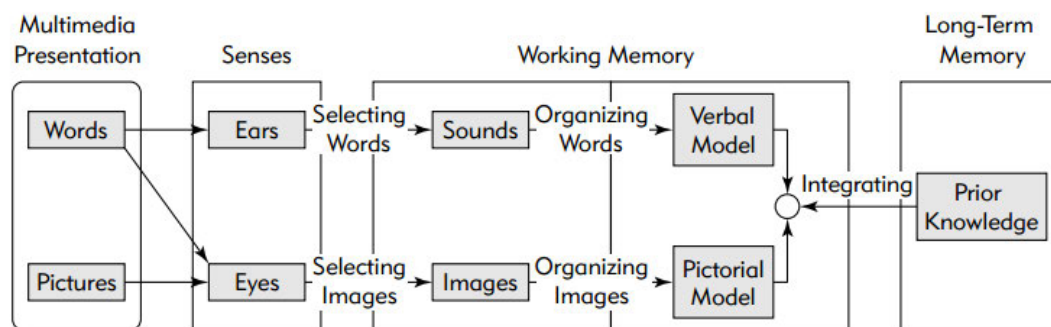 Multimedia
Presentation
Senses
Working Memory
Long-Term
Memory
Words
Ears
Selecting
Words
Sounds
Organizing
Words
Verbal
Model
Integrating
Prior
Knowledge
Pictures
Eyes
Selecting
Images
Images
Organizing
Images
Pictorial
Model